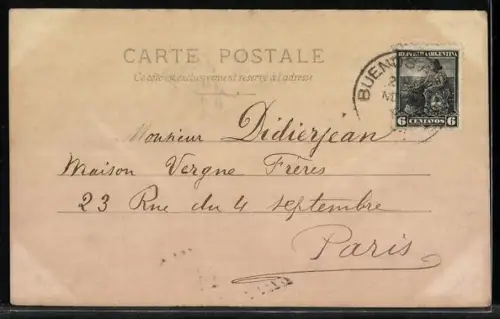 CARTE POSTALE
Ce côté est exclusivement reservé à l'adresse
REPUBLICA ARGENTINA
6 CENTAVOS 6
BUENOS
Monsieur Didierjean
Maison Vergne Frères
23 Rue du 4 septembre
Paris